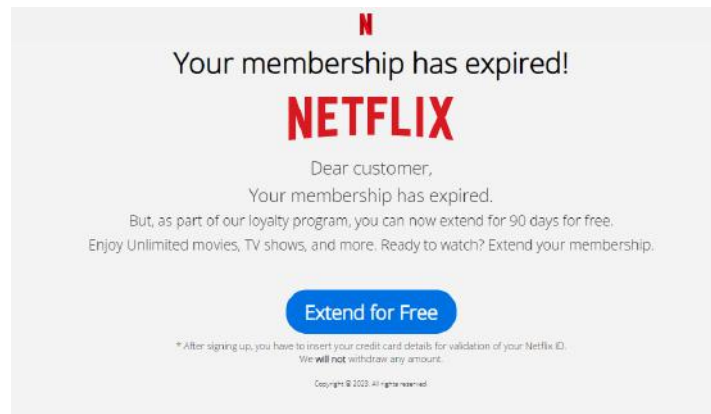 N
Your membership has expired!
NETFLIX
Dear customer,
Your membership has expired.
But, as part of our loyalty program, you can now extend for 90 days for free.
Enjoy Unlimited movies, TV shows, and more. Ready to watch? Extend your membership.
Extend for Free
* After signing up, you have to insert your credit card details for validation of your Netflix ID.
We will not withdraw any amount.
Copyright © 2023. All rights reserved.